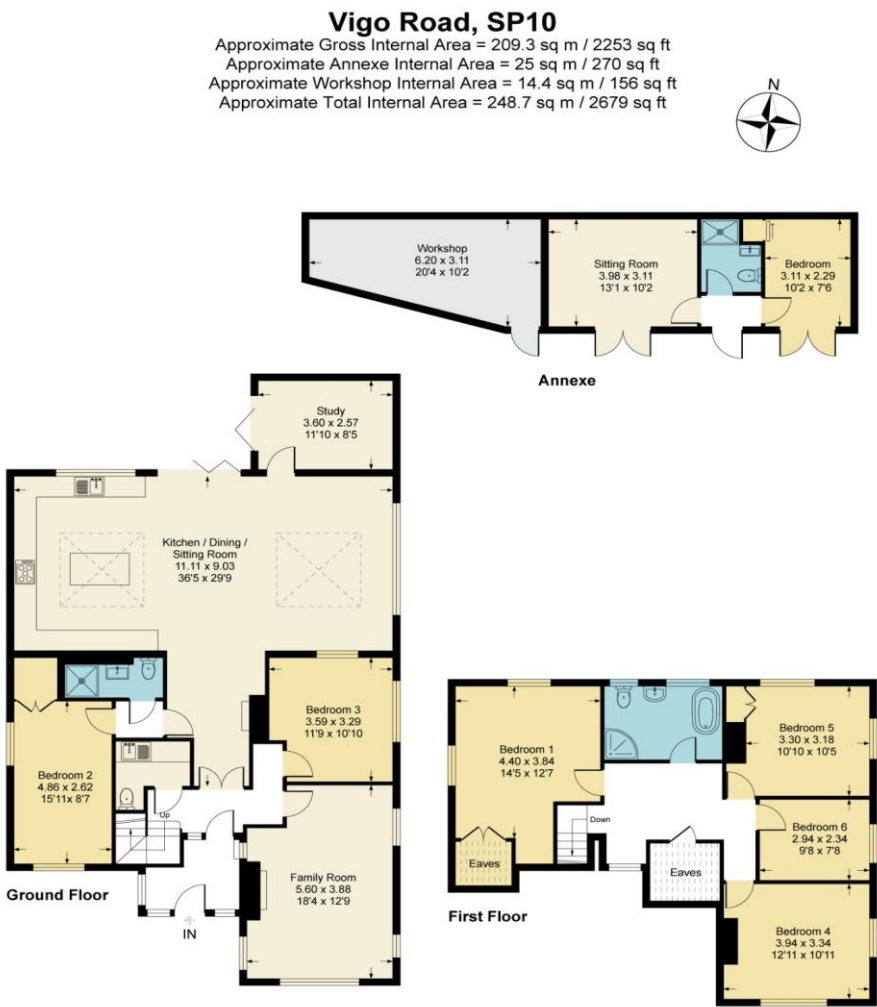 Vigo Road, SP10
Approximate Gross Internal Area = 209.3 sq m / 2253 sq ft
Approximate Annexe Internal Area = 25 sq m / 270 sq ft
Approximate Workshop Internal Area = 14.4 sq m / 156 sq ft
Approximate Total Internal Area = 248.7 sq m / 2679 sq ft
N
Workshop
6.20 x 3.11
20'4 x 10'2
Sitting Room
3.98 x 3.11
13'1 x 10'2
Bedroom
3.11 x 2.29
10'2 x 7'6
Annexe
Study
3.60 x 2.57
11'10 x 8'5
Kitchen / Dining /
Sitting Room
11.11 x 9.03
36'5 x 29'9
Bedroom 3
3.59 x 3.29
11'9 x 10'10
Bedroom 2
4.86 x 2.62
15'11x 8'7
Up
Family Room
5.60 x 3.88
18'4 x 12'9
Ground Floor
IN
Bedroom 1
4.40 x 3.84
14'5 x 12'7
Bedroom 5
3.30 x 3.18
10'10 x 10'5
Down
Bedroom 6
2.94 x 2.34
9'8 x 7'8
Eaves
Eaves
First Floor
Bedroom 4
3.94 x 3.34
12'11 x 10'11